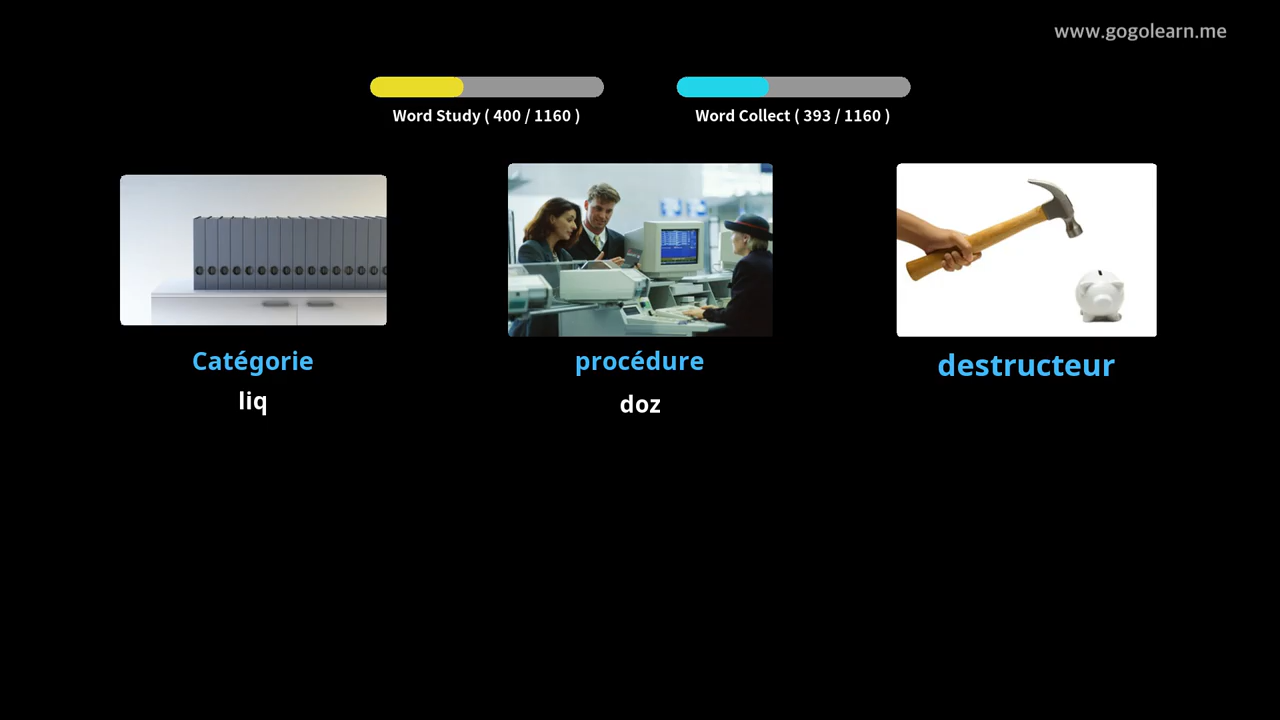 www.gogolearn.me
Word Study ( 400 / 1160 )
Word Collect ( 393 / 1160 )
Catégorie
liq
procédure
doz
destructeur